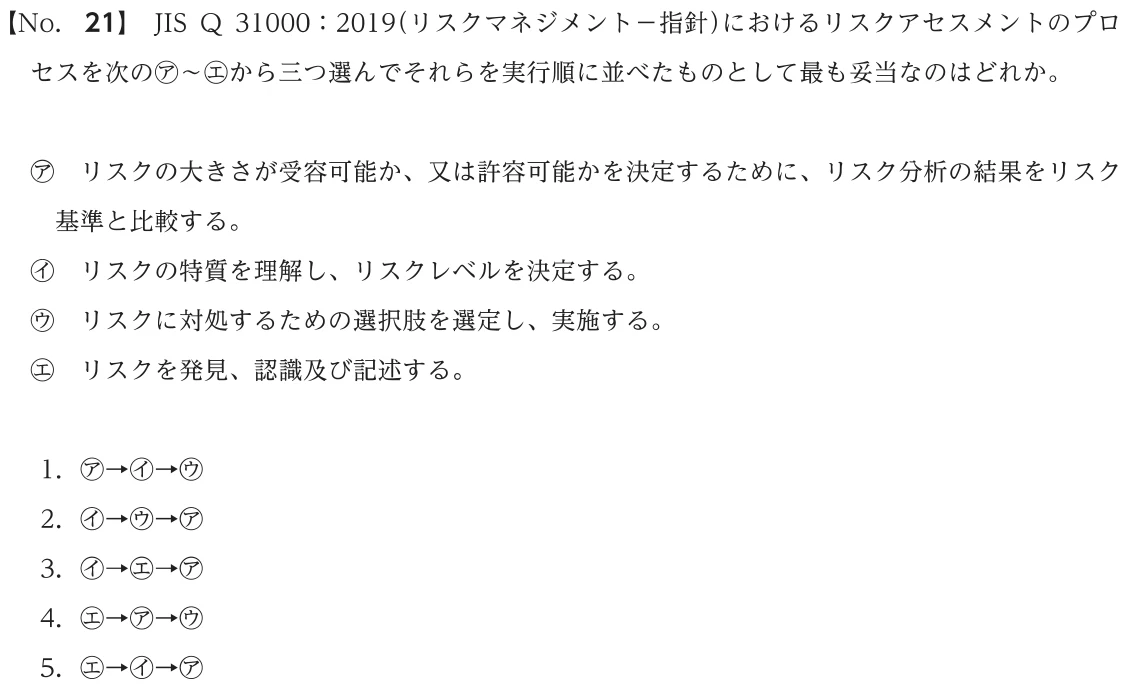 【No. 21】 JIS Q 31000：2019(リスクマネジメント－指針)におけるリスクアセスメントのプロ
セスを次の㋐～㋓から三つ選んでそれらを実行順に並べたものとして最も妥当なのはどれか。
㋐ リスクの大きさが受容可能か、又は許容可能かを決定するために、リスク分析の結果をリスク
基準と比較する。
㋑ リスクの特質を理解し、リスクレベルを決定する。
㋒ リスクに対処するための選択肢を選定し、実施する。
㋓ リスクを発見、認識及び記述する。
1. ㋐→㋑→㋒
2. ㋑→㋒→㋐
3. ㋑→㋓→㋐
4. ㋓→㋐→㋒
5. ㋓→㋑→㋐